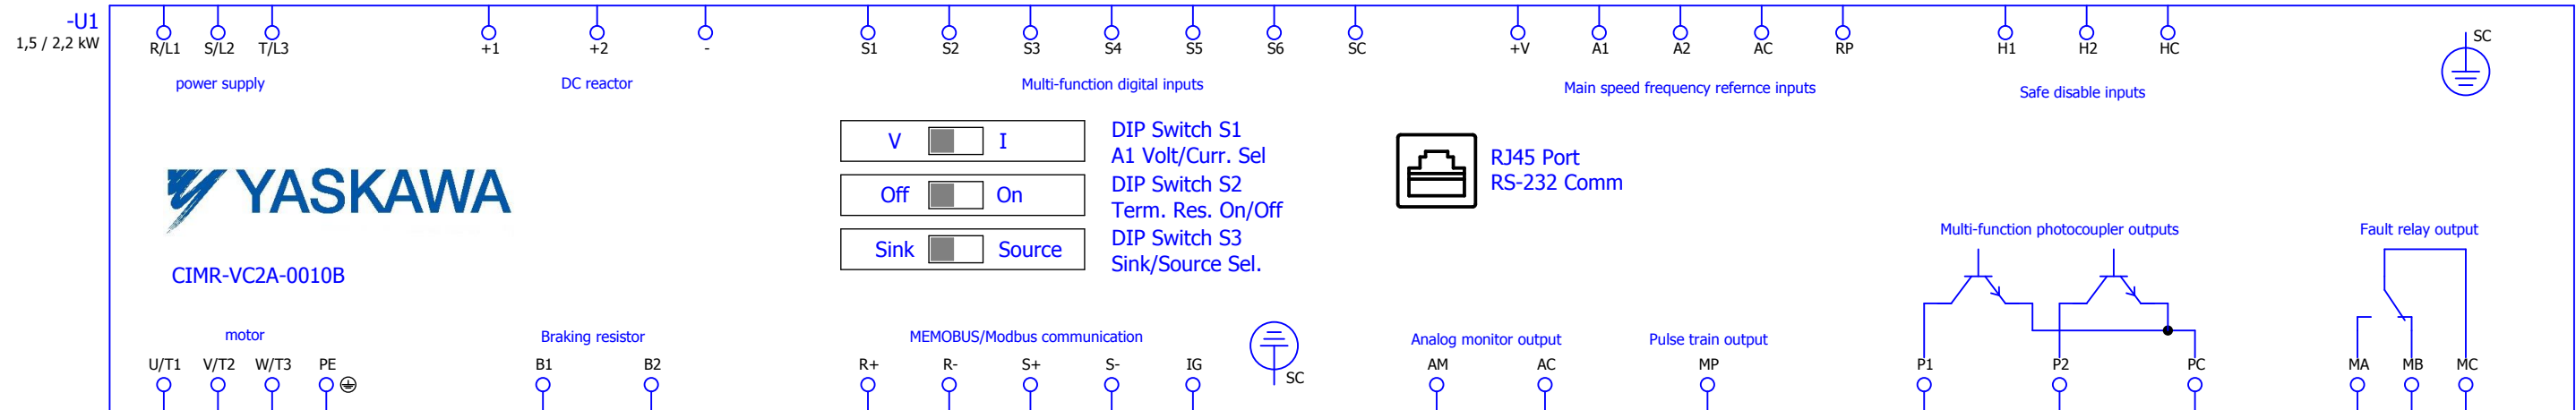 -U1
1,5 / 2,2 kW
R/L1 S/L2 T/L3 +1 +2 - S1 S2 S3 S4 S5 S6 SC +V A1 A2 AC RP H1 H2 HC SC
power supply DC reactor Multi-function digital inputs Main speed frequency refernce inputs Safe disable inputs
V I DIP Switch S1
A1 Volt/Curr. Sel
Off On DIP Switch S2
Term. Res. On/Off
Sink Source DIP Switch S3
Sink/Source Sel.
RJ45 Port
RS-232 Comm
YASKAWA
CIMR-VC2A-0010B
Multi-function photocoupler outputs Fault relay output
motor Braking resistor MEMOBUS/Modbus communication Analog monitor output Pulse train output
U/T1 V/T2 W/T3 PE B1 B2 R+ R- S+ S- IG SC AM AC MP P1 P2 PC MA MB MC